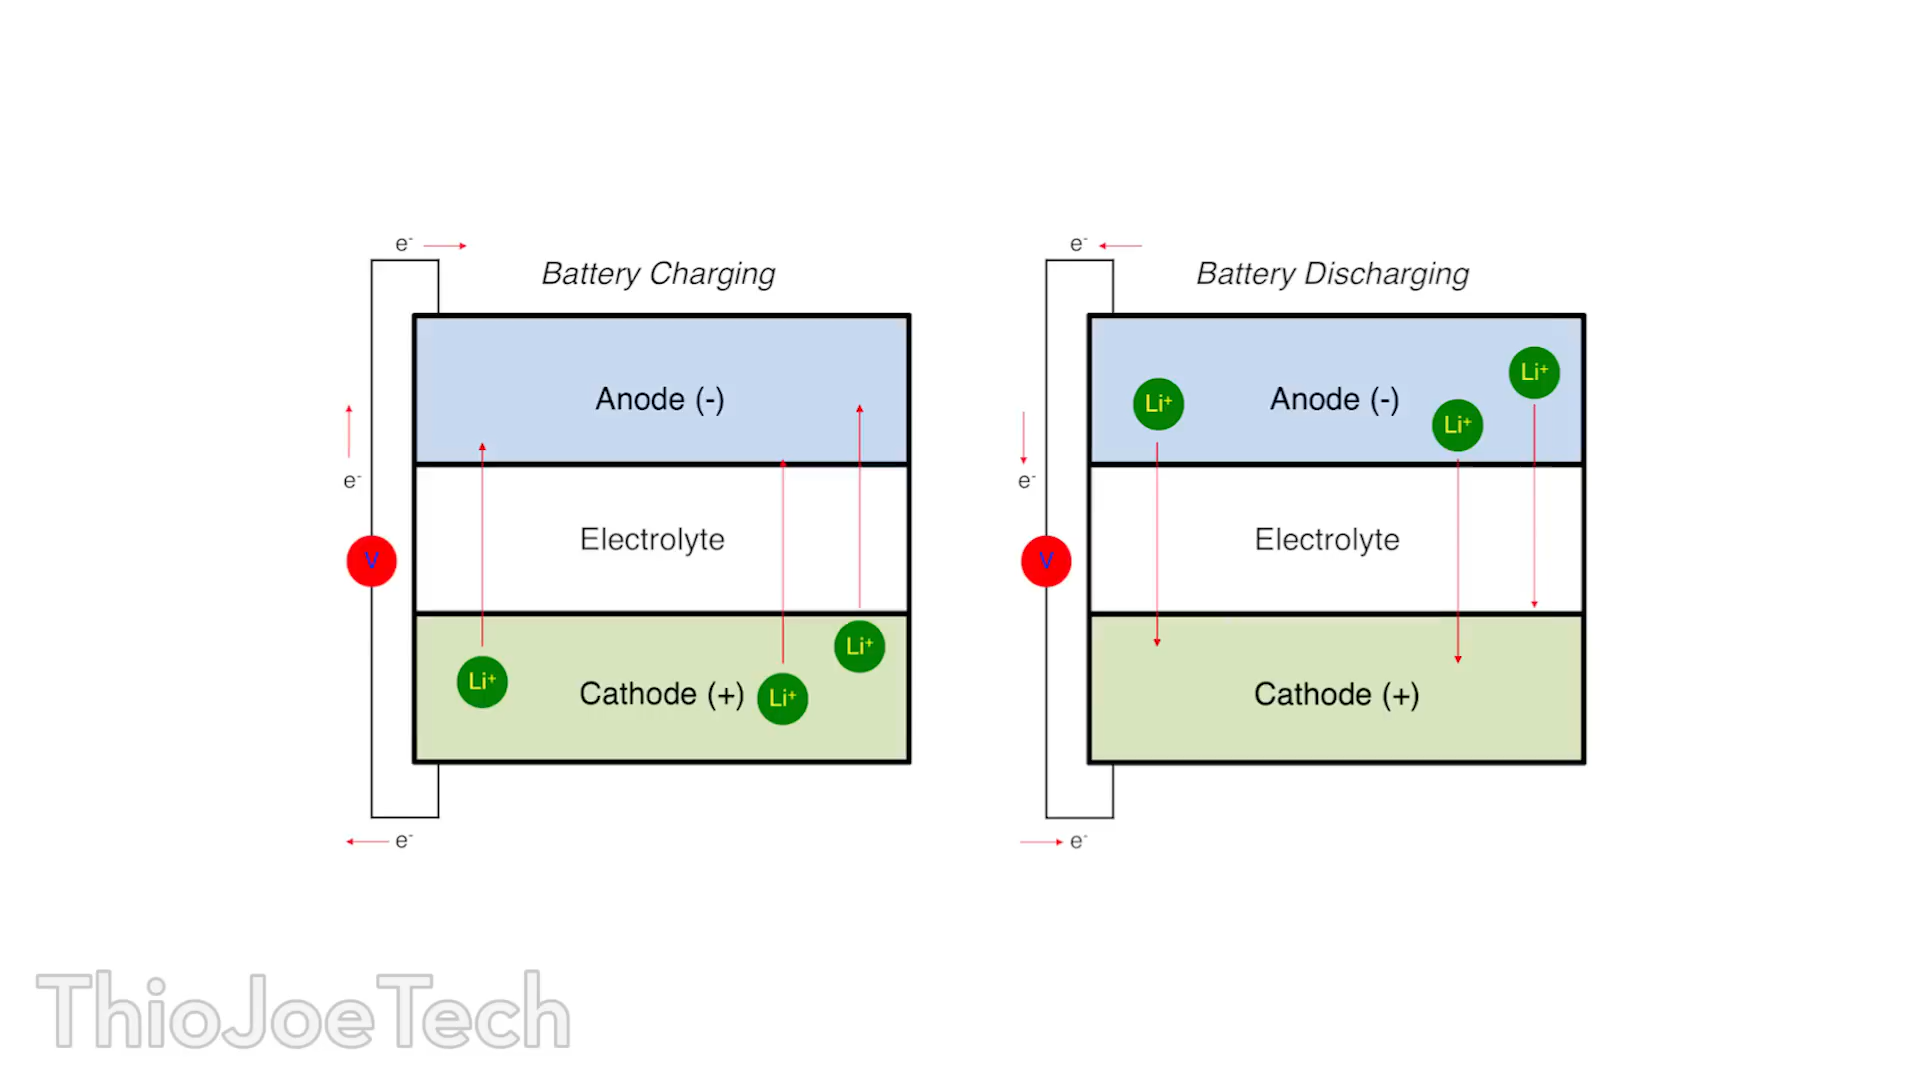 e⁻
Battery Charging
Anode (-)
e⁻
Electrolyte
V
Li⁺
Li⁺
Cathode (+)
Li⁺
e⁻
e⁻
Battery Discharging
Li⁺
Li⁺
Anode (-)
Li⁺
e⁻
Electrolyte
V
Cathode (+)
e⁻
ThioJoeTech